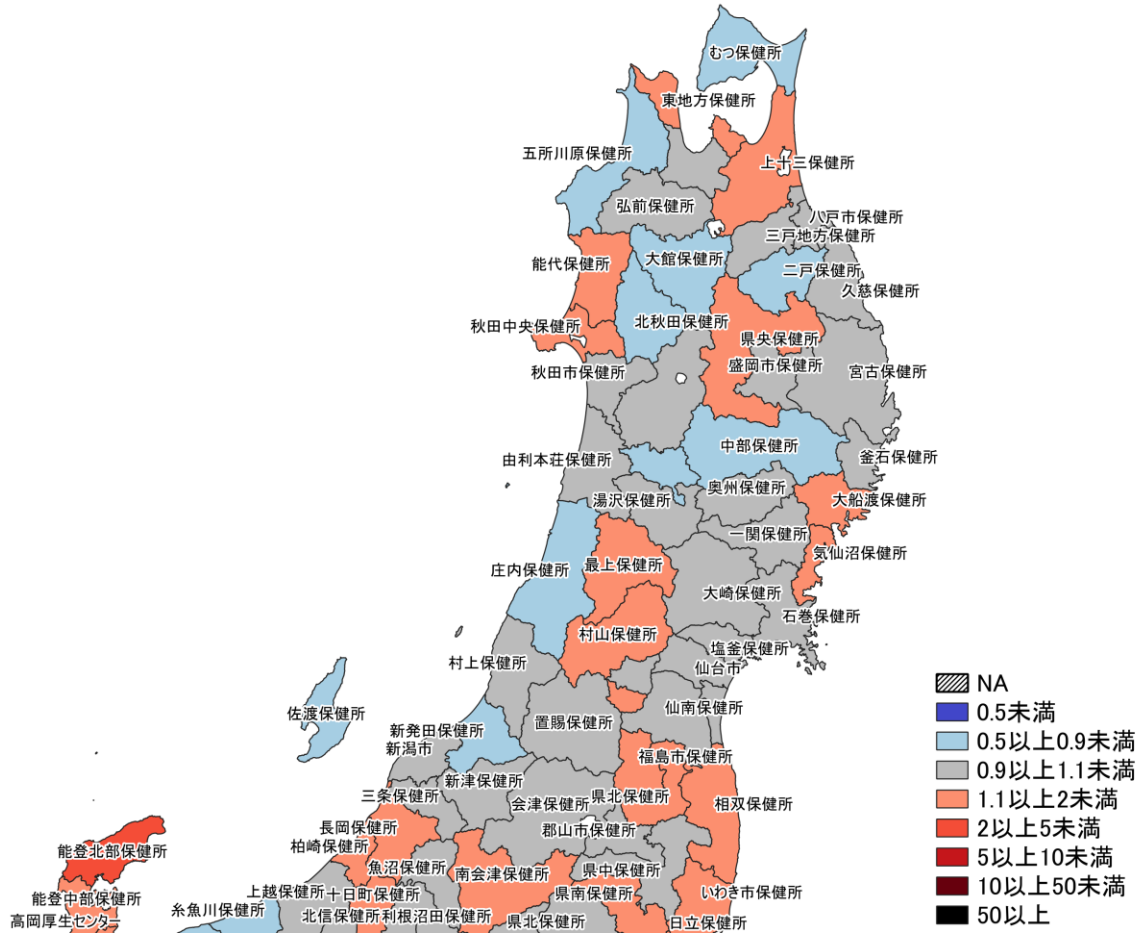 むつ保健所
東地方保健所
五所川原保健所
上十三保健所
弘前保健所
八戸市保健所
三戸地方保健所
大館保健所
能代保健所
二戸保健所
久慈保健所
北秋田保健所
秋田中央保健所
県央保健所
盛岡市保健所
秋田市保健所
宮古保健所
中部保健所
由利本荘保健所
釜石保健所
奥州保健所
湯沢保健所
大船渡保健所
一関保健所
気仙沼保健所
最上保健所
庄内保健所
大崎保健所
石巻保健所
村山保健所
塩釜保健所
村上保健所
仙台市
仙南保健所
佐渡保健所
置賜保健所
新発田保健所
新潟市
福島市保健所
新津保健所
三条保健所
会津保健所
県北保健所
相双保健所
長岡保健所
郡山市保健所
柏崎保健所
能登北部保健所
魚沼保健所
南会津保健所
県中保健所
上越保健所
十日町保健所
県南保健所
いわき市保健所
能登中部保健所
糸魚川保健所
北信保健所
利根沼田保健所
県北保健所
日立保健所
高岡厚生センター
NA
0.5未満
0.5以上0.9未満
0.9以上1.1未満
1.1以上2未満
2以上5未満
5以上10未満
10以上50未満
50以上